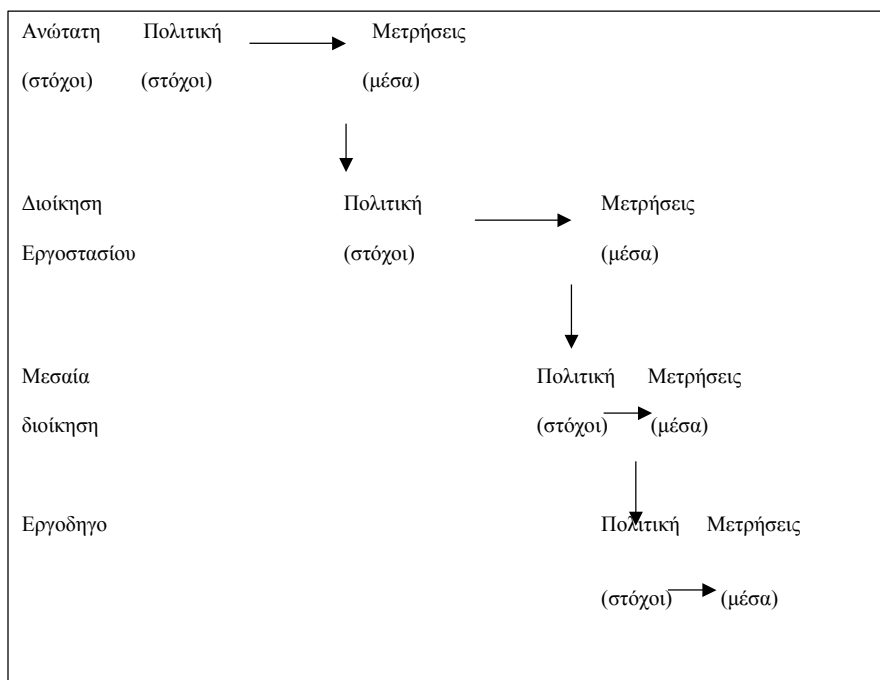 Ανώτατη Πολιτική Μετρήσεις
(στόχοι) (στόχοι) (μέσα)
Διοίκηση Πολιτική Μετρήσεις
Εργοστασίου (στόχοι) (μέσα)
Μεσαία Πολιτική Μετρήσεις
διοίκηση (στόχοι) (μέσα)
Εργοδηγο Πολιτική Μετρήσεις
(στόχοι) (μέσα)